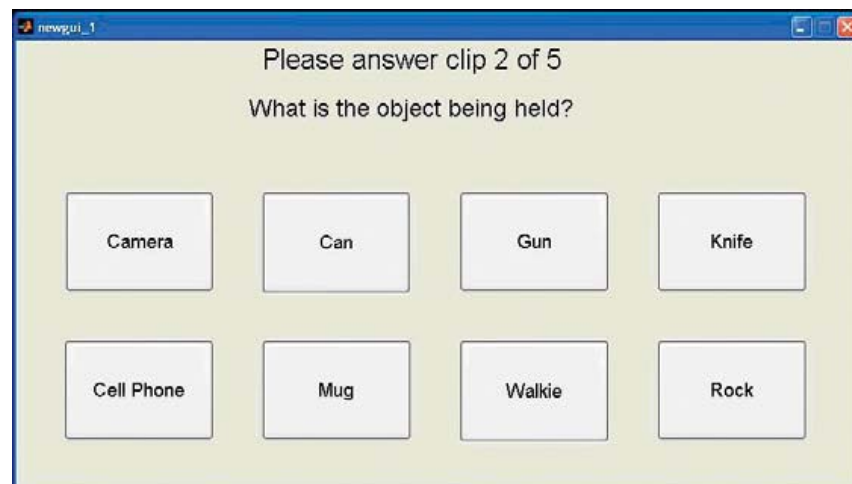 newgui_1
Please answer clip 2 of 5
What is the object being held?
Camera Can Gun Knife
Cell Phone Mug Walkie Rock